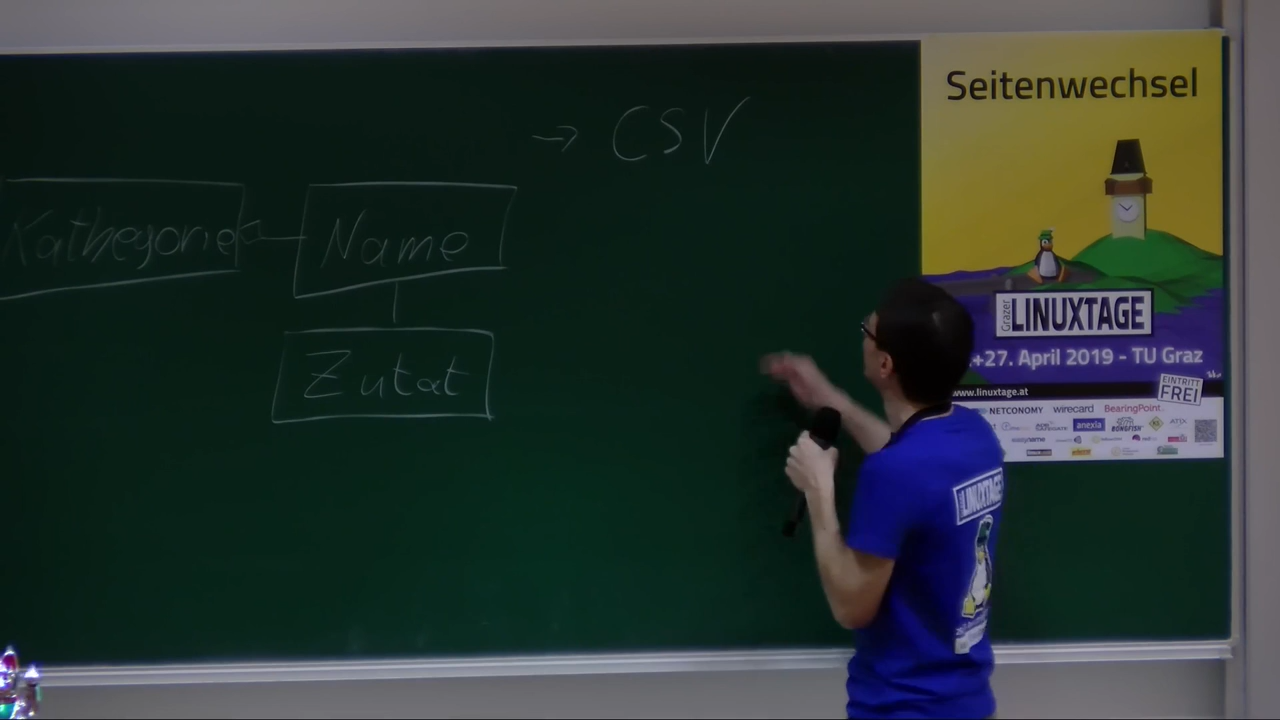 → CSV
Kathegorie
Name
Zutat
Seitenwechsel
Grazer
LINUXTAGE
+27. April 2019 - TU Graz
EINTRITT
FREI
www.linuxtage.at
NETCONOMY wirecard BearingPoint.
anexia
LINUXTAGE